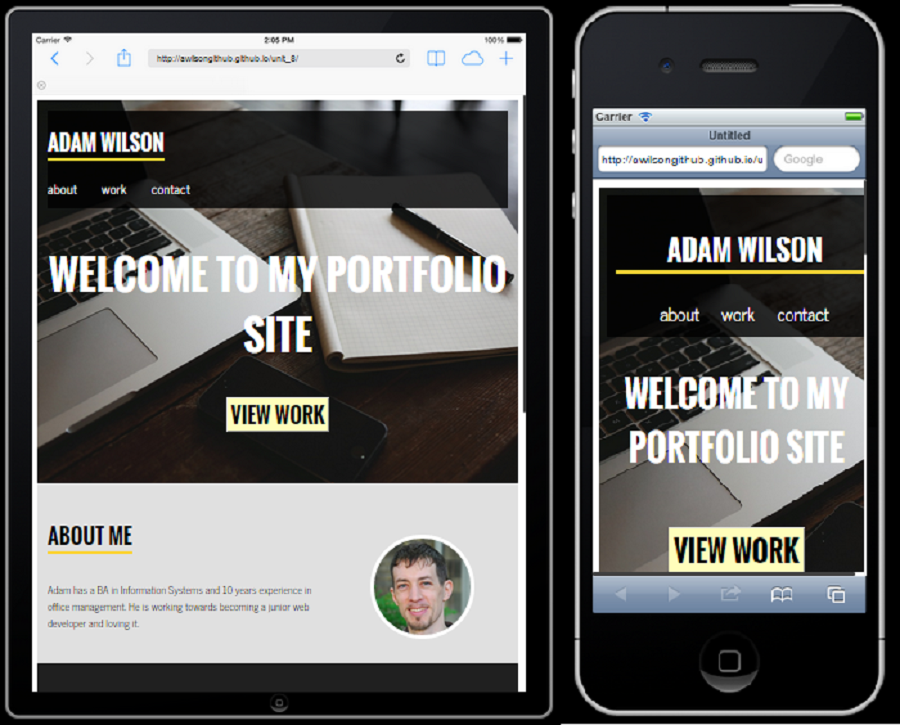 Carrier 2:05 PM 100%
http://awilsongithub.github.io/unit_8/
ADAM WILSON
about work contact
WELCOME TO MY PORTFOLIO
SITE
VIEW WORK
ABOUT ME
Adam has a BA in Information Systems and 10 years experience in
office management. He is working towards becoming a junior web
developer and loving it.
Carrier
Untitled
http://awilsongithub.github.io/u Google
ADAM WILSON
about work contact
WELCOME TO MY
PORTFOLIO SITE
VIEW WORK